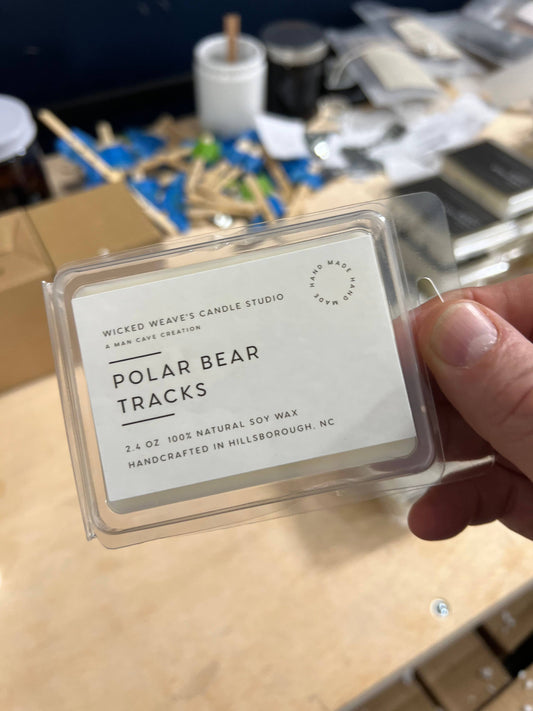 WICKED WEAVE'S CANDLE STUDIO
A MAN CAVE CREATION
HAND MADE HAND MADE
POLAR BEAR
TRACKS
2.4 OZ 100% NATURAL SOY WAX
HANDCRAFTED IN HILLSBOROUGH, NC